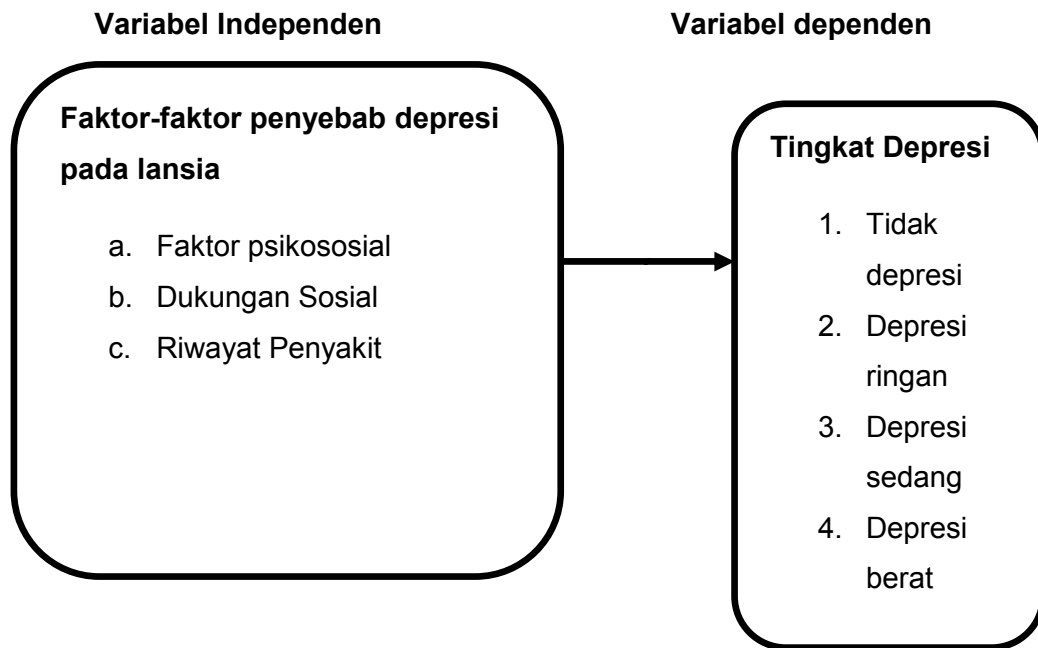 Variabel Independen
Variabel dependen
Faktor-faktor penyebab depresi
pada lansia
a. Faktor psikososial
b. Dukungan Sosial
c. Riwayat Penyakit
Tingkat Depresi
1. Tidak
depresi
2. Depresi
ringan
3. Depresi
sedang
4. Depresi
berat